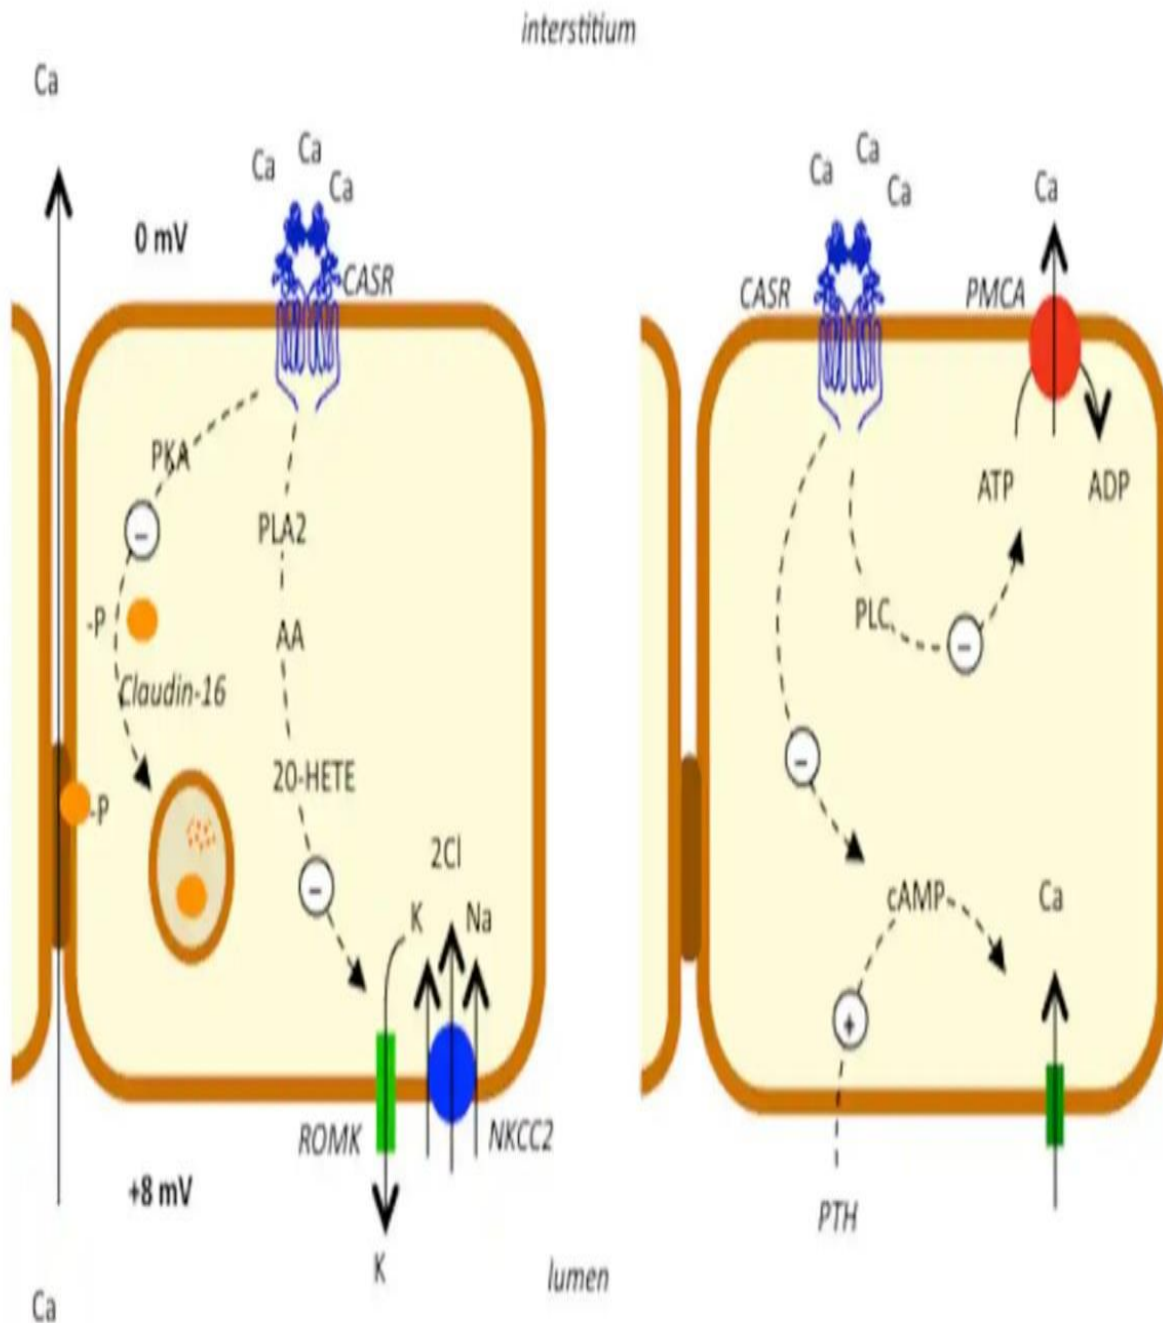 interstitium
Ca
Ca
Ca
Ca
0 mV
CASR
PKA
–
PLA2
-P
AA
Claudin-16
-P
20-HETE
–
2Cl
K
Na
ROMK
NKCC2
+8 mV
K
Ca
Ca
Ca
Ca
Ca
CASR
PMCA
ATP
ADP
PLC
–
–
cAMP
Ca
+
PTH
lumen